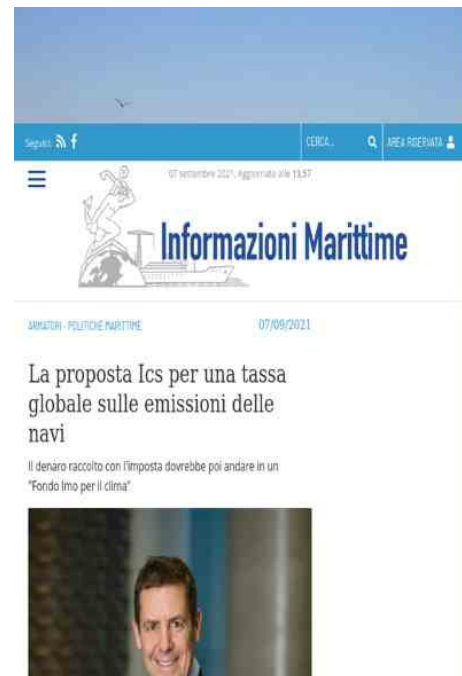 Seguici
CERCA...
AREA RISERVATA
07 settembre 2021, Aggiornato alle 13,57
Informazioni Marittime
ARMATORI - POLITICHE MARITTIME
07/09/2021
La proposta Ics per una tassa
globale sulle emissioni delle
navi
Il denaro raccolto con l'imposta dovrebbe poi andare in un
"Fondo Imo per il clima"